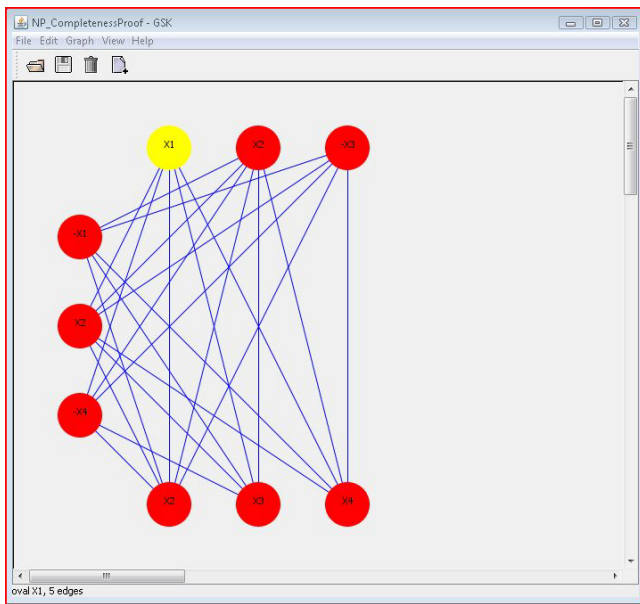 NP_CompletenessProof - GSK
File Edit Graph View Help
X1 X2 -X3
-X1
X2
-X4
X2 X3 X4
oval X1, 5 edges